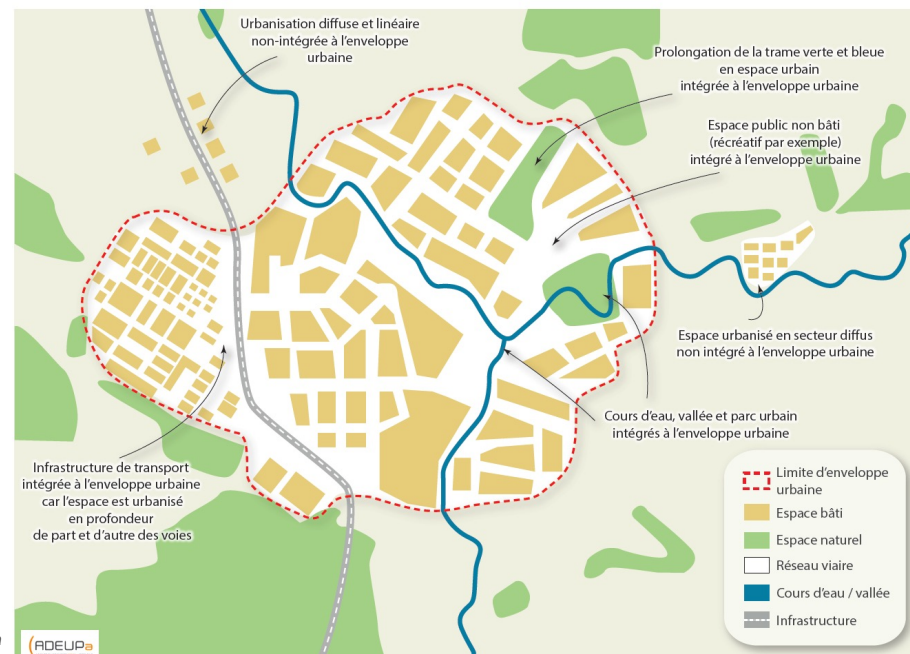 Urbanisation diffuse et linéaire
non-intégrée à l'enveloppe
urbaine
Prolongation de la trame verte et bleue
en espace urbain
intégrée à l'enveloppe urbaine
Espace public non bâti
(récréatif par exemple)
intégré à l'enveloppe urbaine
Espace urbanisé en secteur diffus
non intégré à l'enveloppe urbaine
Cours d'eau, vallée et parc urbain
intégrés à l'enveloppe urbaine
Infrastructure de transport
intégrée à l'enveloppe urbaine
car l'espace est urbanisé
en profondeur
de part et d'autre des voies
Limite d'enveloppe
urbaine
Espace bâti
Espace naturel
Réseau viaire
Cours d'eau / vallée
Infrastructure
ADEUPa